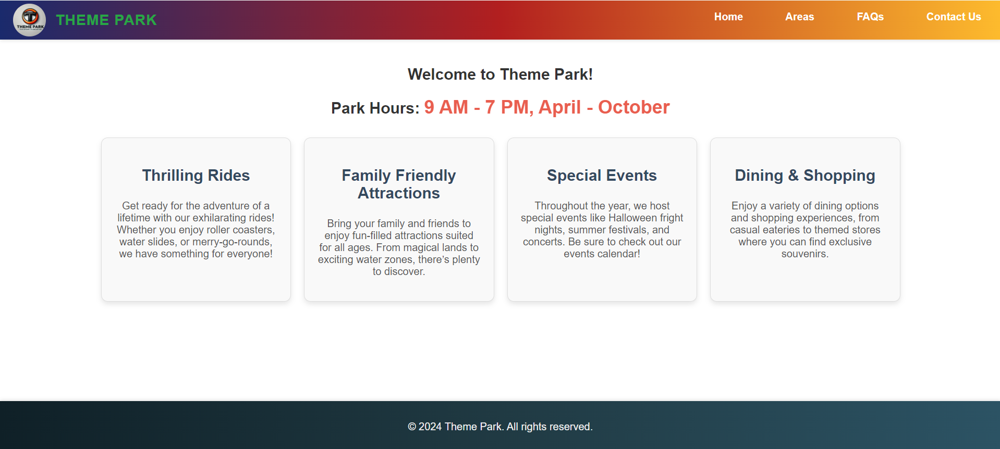 THEME PARK
THEME PARK
Home
Areas
FAQs
Contact Us
Welcome to Theme Park!
Park Hours: 9 AM - 7 PM, April - October
Thrilling Rides
Get ready for the adventure of a
lifetime with our exhilarating rides!
Whether you enjoy roller coasters,
water slides, or merry-go-rounds,
we have something for everyone!
Family Friendly
Attractions
Bring your family and friends to
enjoy fun-filled attractions suited
for all ages. From magical lands to
exciting water zones, there’s plenty
to discover.
Special Events
Throughout the year, we host
special events like Halloween fright
nights, summer festivals, and
concerts. Be sure to check out our
events calendar!
Dining & Shopping
Enjoy a variety of dining options
and shopping experiences, from
casual eateries to themed stores
where you can find exclusive
souvenirs.
© 2024 Theme Park. All rights reserved.